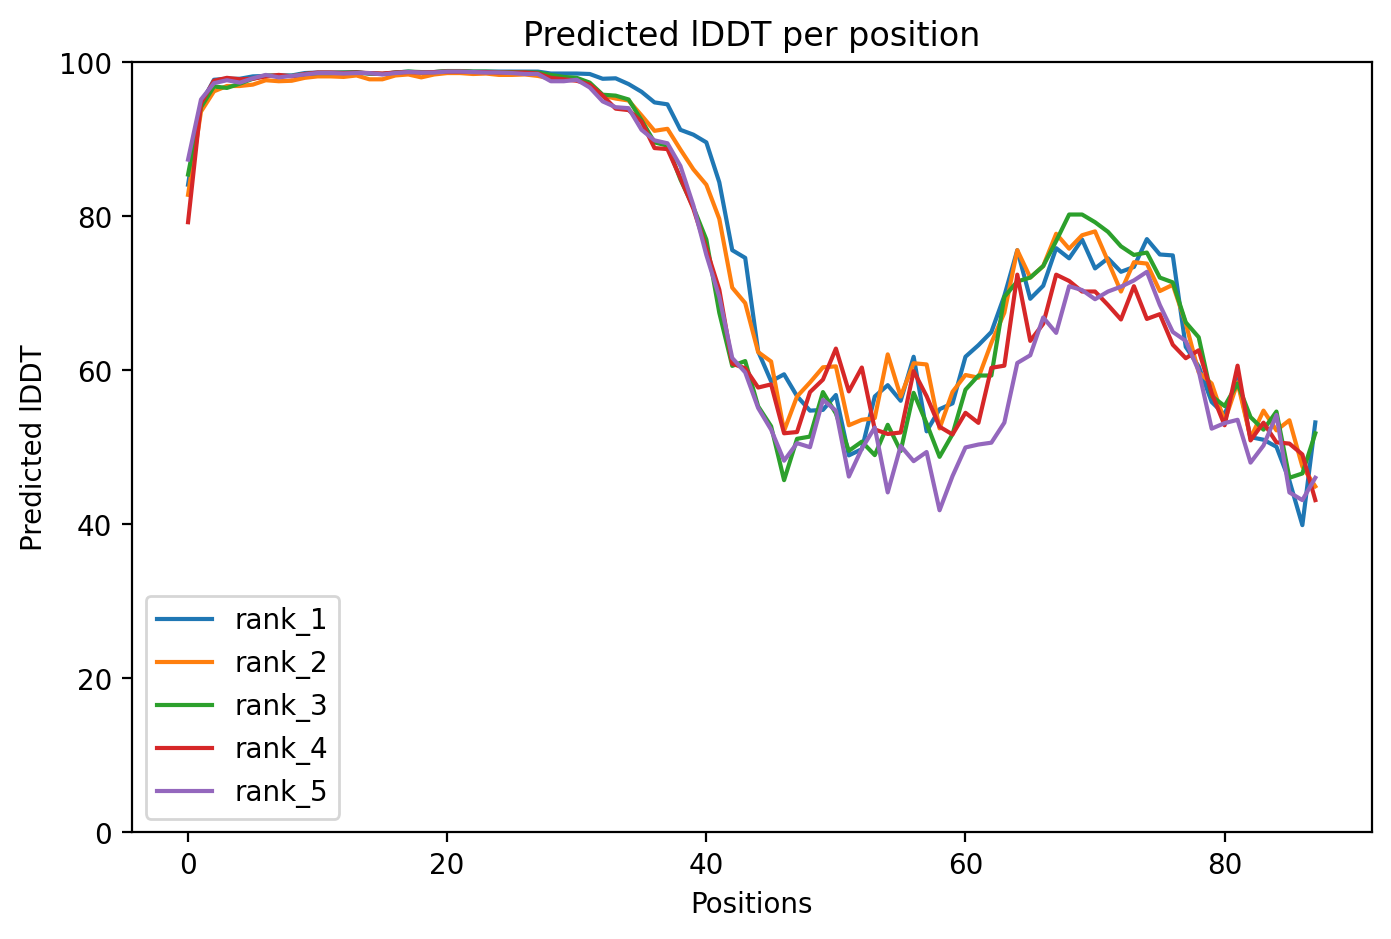 Predicted lDDT per position
100
80
60
40
20
0
Predicted lDDT
rank_1
rank_2
rank_3
rank_4
rank_5
0 20 40 60 80
Positions